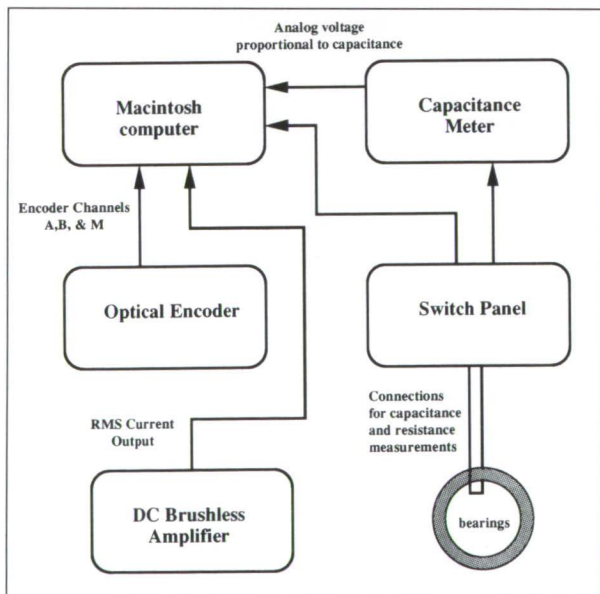 Analog voltage
proportional to capacitance
Macintosh
computer
Capacitance
Meter
Encoder Channels
A,B, & M
Optical Encoder
Switch Panel
RMS Current
Output
Connections
for capacitance
and resistance
measurements
DC Brushless
Amplifier
bearings